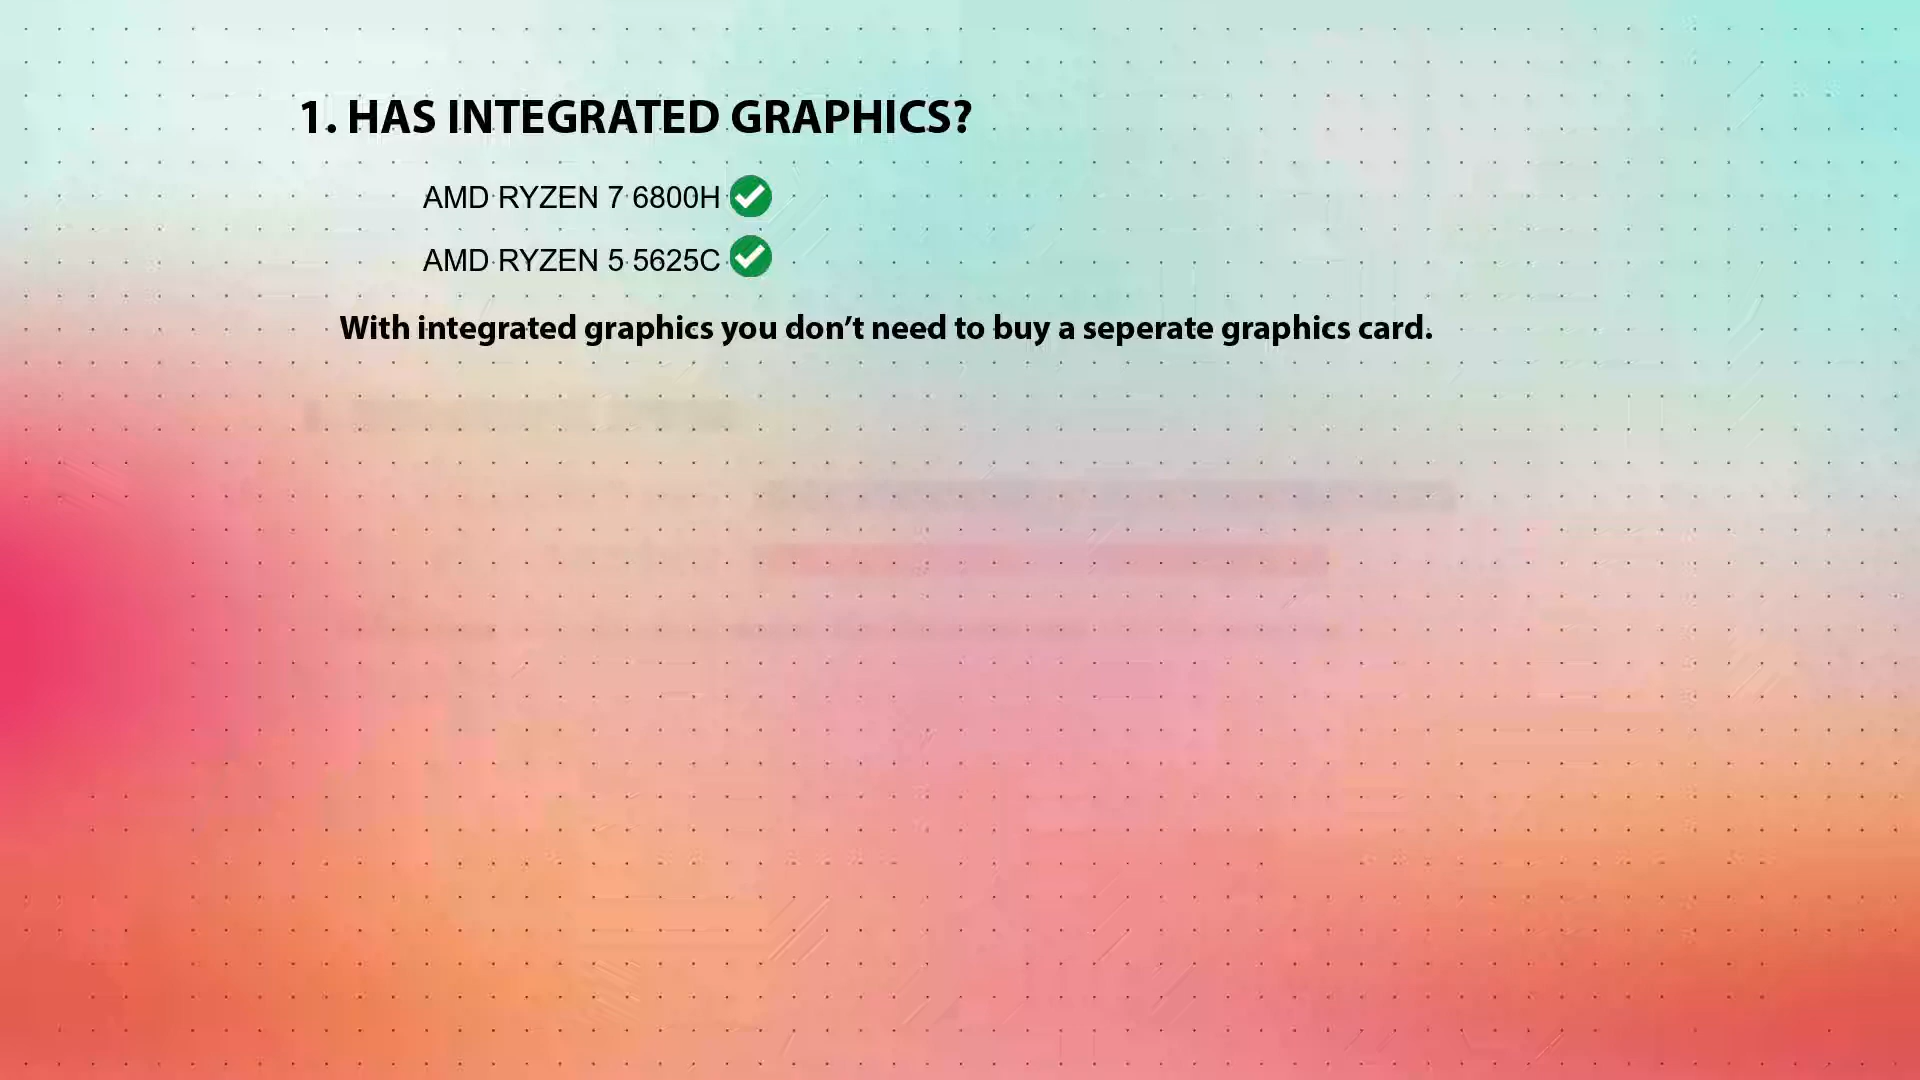 1. HAS INTEGRATED GRAPHICS?
AMD RYZEN 7 6800H
AMD RYZEN 5 5625C
With integrated graphics you don’t need to buy a seperate graphics card.